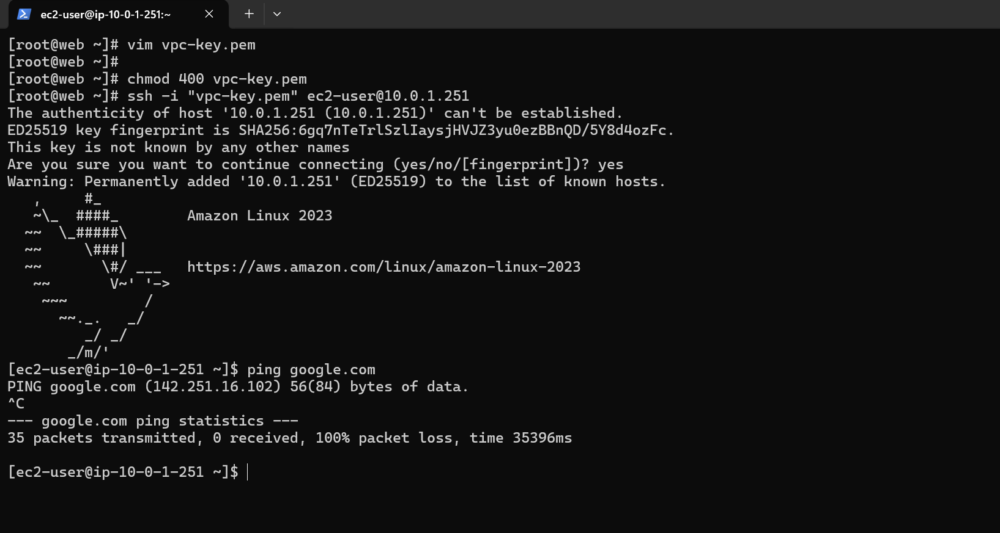 ec2-user@ip-10-0-1-251:~
[root@web ~]# vim vpc-key.pem
[root@web ~]#
[root@web ~]# chmod 400 vpc-key.pem
[root@web ~]# ssh -i "vpc-key.pem" ec2-user@10.0.1.251
The authenticity of host '10.0.1.251 (10.0.1.251)' can't be established.
ED25519 key fingerprint is SHA256:6gq7nTeTrlSzlIaysjHVJZ3yu0ezBBnQD/5Y8d4ozFc.
This key is not known by any other names
Are you sure you want to continue connecting (yes/no/[fingerprint])? yes
Warning: Permanently added '10.0.1.251' (ED25519) to the list of known hosts.
   ,     #_
   ~\_  ####_        Amazon Linux 2023
  ~~  \_#####\
  ~~     \###|
  ~~       \#/ ___   https://aws.amazon.com/linux/amazon-linux-2023
   ~~       V~' '->
    ~~~         /
      ~~._.   _/
         _/ _/
       _/m/'
[ec2-user@ip-10-0-1-251 ~]$ ping google.com
PING google.com (142.251.16.102) 56(84) bytes of data.
^C
--- google.com ping statistics ---
35 packets transmitted, 0 received, 100% packet loss, time 35396ms
[ec2-user@ip-10-0-1-251 ~]$